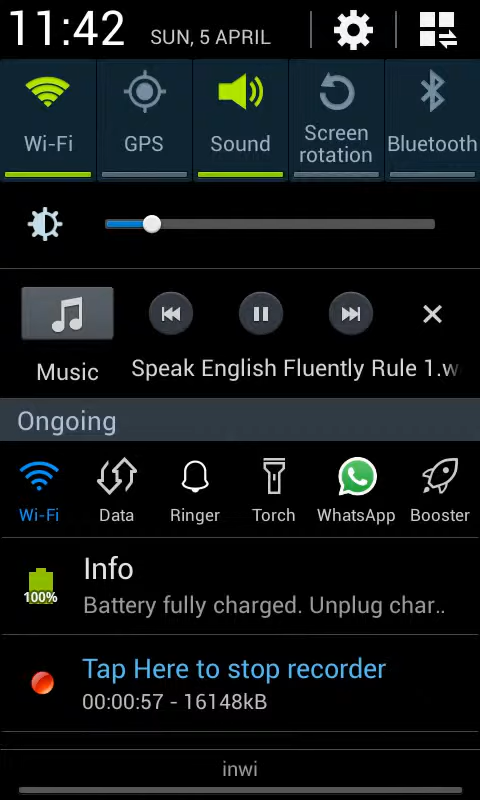 11:42 SUN, 5 APRIL
Wi-Fi GPS Sound Screen rotation Bluetooth
Music Speak English Fluently Rule 1.w
Ongoing
Wi-Fi Data Ringer Torch WhatsApp Booster
Info
100% Battery fully charged. Unplug char..
Tap Here to stop recorder
00:00:57 - 16148kB
inwi